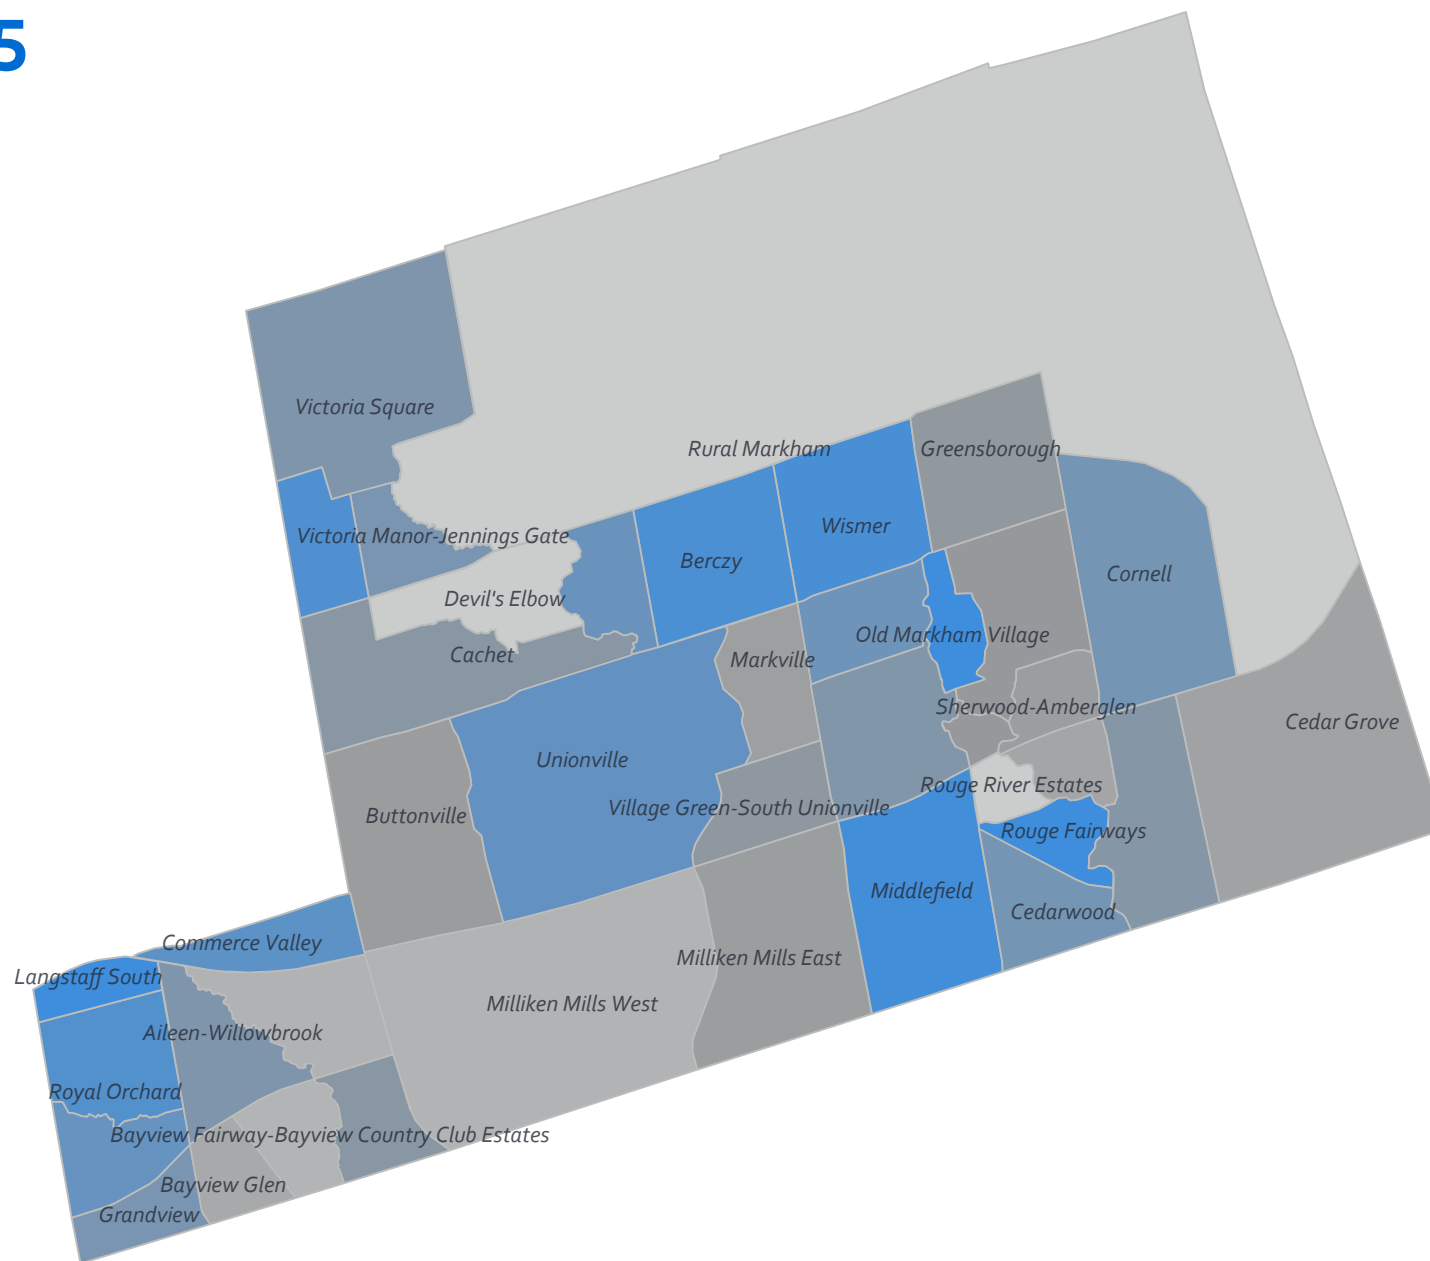 5
Victoria Square
Rural Markham
Greensborough
Wismer
Victoria Manor-Jennings Gate
Berczy
Cornell
Devil's Elbow
Old Markham Village
Cachet
Markville
Sherwood-Amberglen
Cedar Grove
Unionville
Rouge River Estates
Village Green-South Unionville
Buttonville
Rouge Fairways
Middlefield
Cedarwood
Commerce Valley
Milliken Mills East
Langstaff South
Milliken Mills West
Aileen-Willowbrook
Royal Orchard
Bayview Fairway-Bayview Country Club Estates
Bayview Glen
Grandview